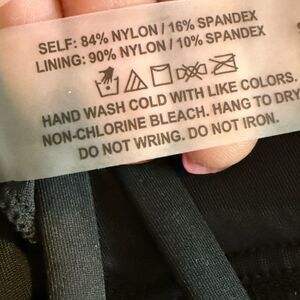 SELF: 84% NYLON / 16% SPANDEX
LINING: 90% NYLON / 10% SPANDEX
HAND WASH COLD WITH LIKE COLORS.
NON-CHLORINE BLEACH. HANG TO DRY
DO NOT WRING. DO NOT IRON.